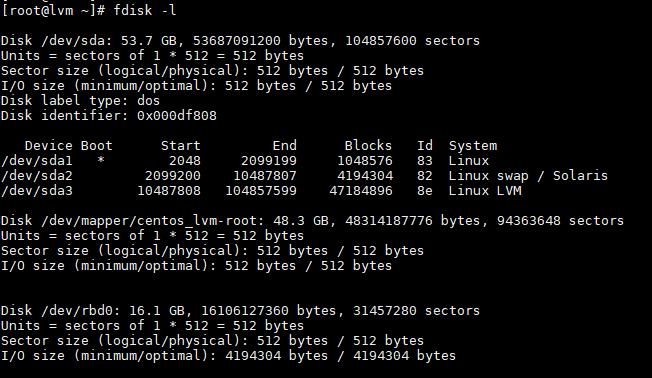 [root@lvm ~]# fdisk -l
Disk /dev/sda: 53.7 GB, 53687091200 bytes, 104857600 sectors
Units = sectors of 1 * 512 = 512 bytes
Sector size (logical/physical): 512 bytes / 512 bytes
I/O size (minimum/optimal): 512 bytes / 512 bytes
Disk label type: dos
Disk identifier: 0x000df808
   Device Boot      Start         End      Blocks   Id  System
/dev/sda1   *        2048     2099199     1048576   83  Linux
/dev/sda2         2099200    10487807     4194304   82  Linux swap / Solaris
/dev/sda3        10487808   104857599    47184896   8e  Linux LVM
Disk /dev/mapper/centos_lvm-root: 48.3 GB, 48314187776 bytes, 94363648 sectors
Units = sectors of 1 * 512 = 512 bytes
Sector size (logical/physical): 512 bytes / 512 bytes
I/O size (minimum/optimal): 512 bytes / 512 bytes
Disk /dev/rbd0: 16.1 GB, 16106127360 bytes, 31457280 sectors
Units = sectors of 1 * 512 = 512 bytes
Sector size (logical/physical): 512 bytes / 512 bytes
I/O size (minimum/optimal): 4194304 bytes / 4194304 bytes